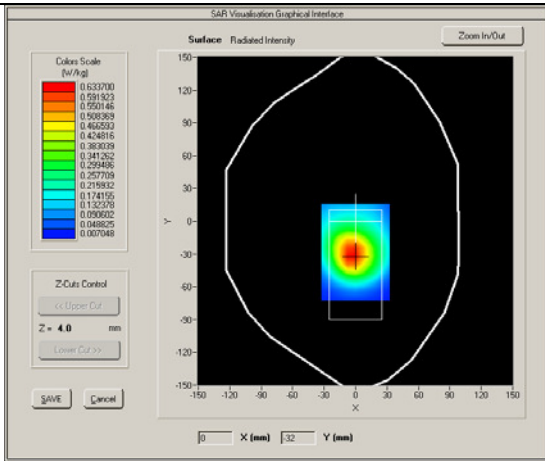 SAR Visualisation Graphical Interface
Surface Radiated Intensity
Zoom In/Out
Colors Scale
(W/kg)
0.633700
0.591923
0.550146
0.508369
0.466593
0.424816
0.383039
0.341262
0.299486
0.257709
0.215932
0.174155
0.132378
0.090602
0.048825
0.007048
Z-Cuts Control
<< Upper Cut
Z = 4.0 mm
Lower Cut >>
SAVE Cancel
150-
120-
90-
60-
30-
0-
-30-
-60-
-90-
-120-
-150-
Y
-150 -120 -90 -60 -30 0 30 60 90 120 150
X
0 X (mm) -32 Y (mm)